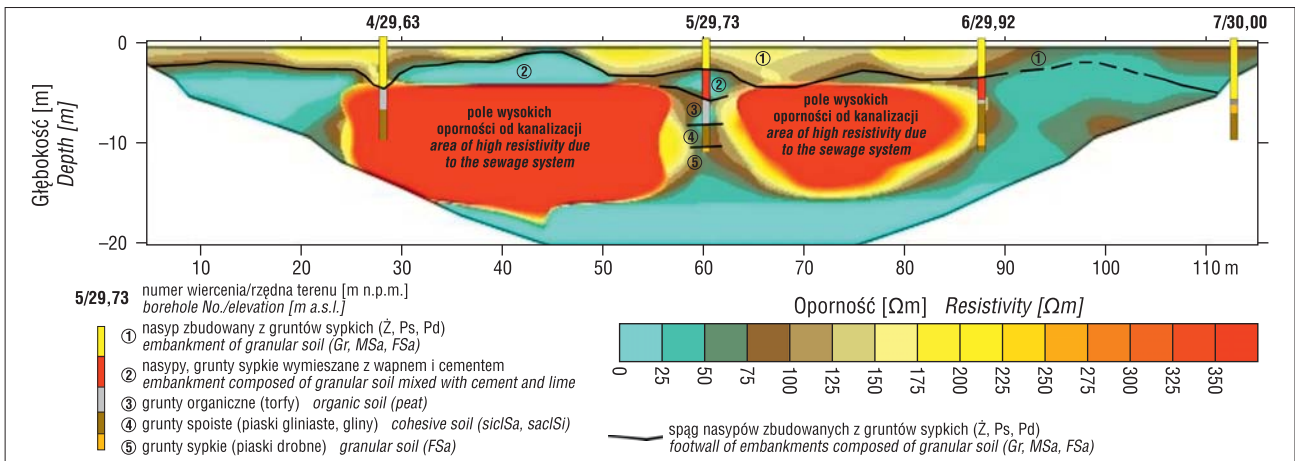 4/29,63 5/29,73 6/29,92 7/30,00
0
–10
–20
Głębokość [m]
Depth [m]
① ① ② ② ③ ④ ⑤
pole wysokich
oporności od kanalizacji
area of high resistivity due
to the sewage system
pole wysokich
oporności od kanalizacji
area of high resistivity due
to the sewage system
10 20 30 40 50 60 70 80 90 100 110 m
5/29,73 numer wiercenia/rzędna terenu [m n.p.m.]
borehole No./elevation [m a.s.l.]
① nasyp zbudowany z gruntów sypkich (Ż, Ps, Pd)
embankment of granular soil (Gr, MSa, FSa)
② nasypy, grunty sypkie wymieszane z wapnem i cementem
embankment composed of granular soil mixed with cement and lime
③ grunty organiczne (torfy) organic soil (peat)
④ grunty spoiste (piaski gliniaste, gliny) cohesive soil (siclSa, saclSi)
⑤ grunty sypkie (piaski drobne) granular soil (FSa)
Oporność [Ωm] Resistivity [Ωm]
0 25 50 75 100 125 150 175 200 225 250 275 300 325 350
spąg nasypów zbudowanych z gruntów sypkich (Ż, Ps, Pd)
footwall of embankments composed of granular soil (Gr, MSa, FSa)